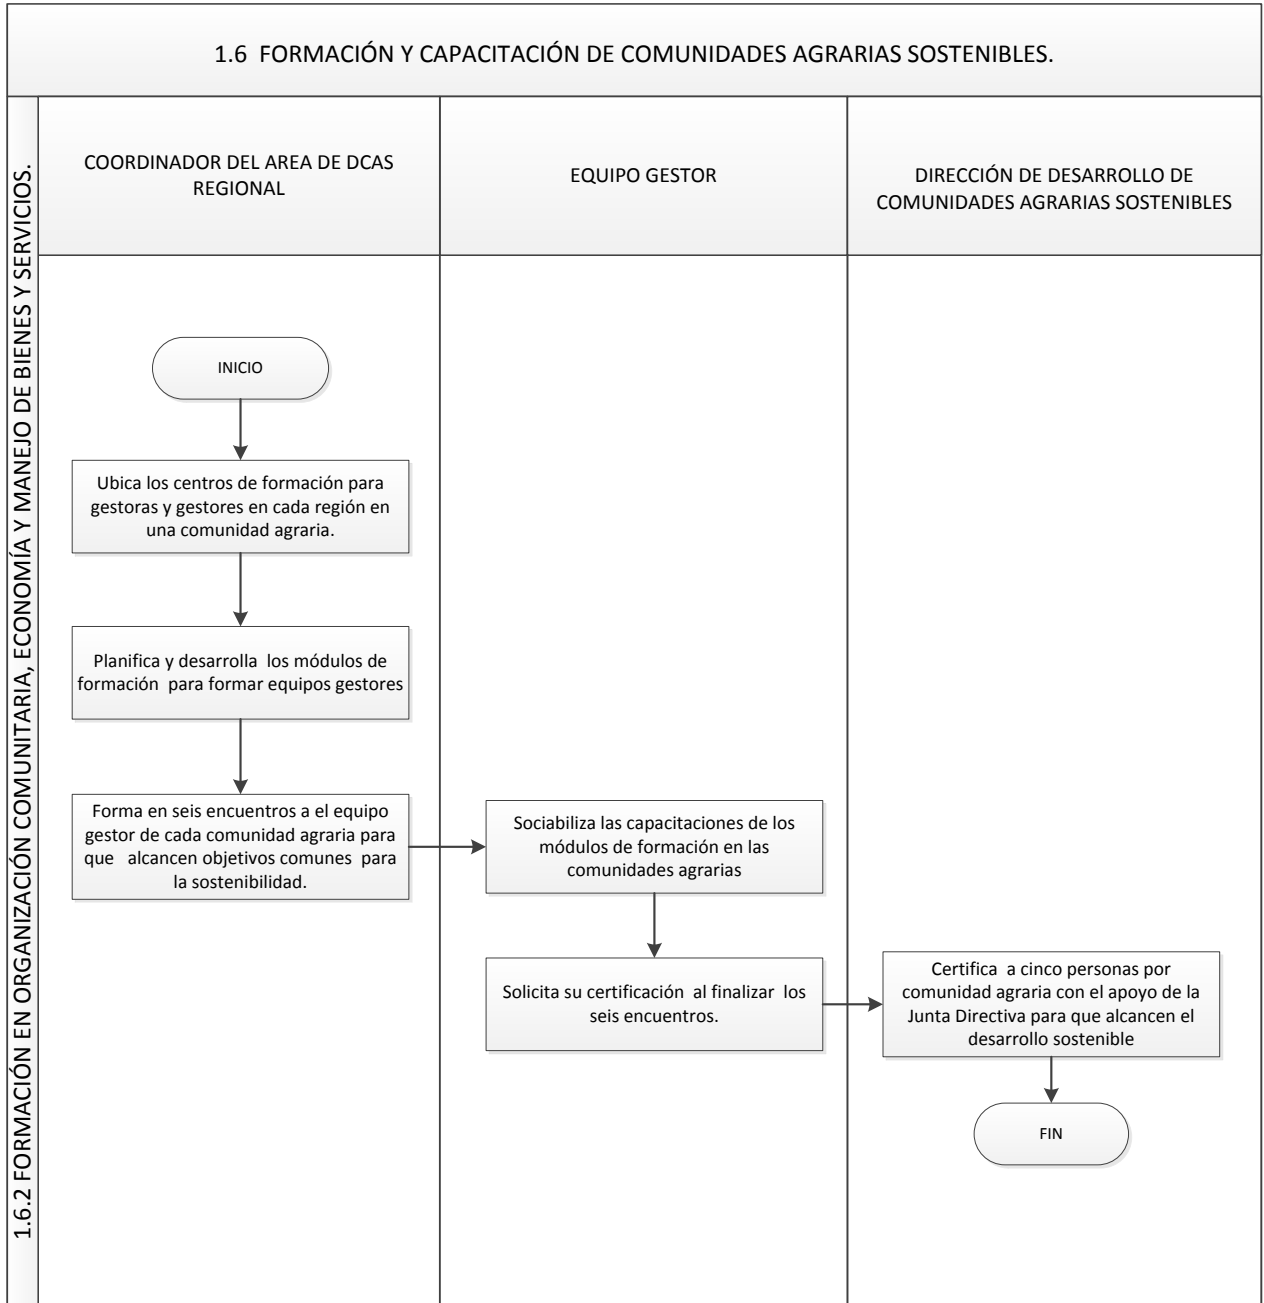 1.6 FORMACIÓN Y CAPACITACIÓN DE COMUNIDADES AGRARIAS SOSTENIBLES.
1.6.2 FORMACIÓN EN ORGANIZACIÓN COMUNITARIA, ECONOMÍA Y MANEJO DE BIENES Y SERVICIOS.
COORDINADOR DEL AREA DE DCAS
REGIONAL
EQUIPO GESTOR
DIRECCIÓN DE DESARROLLO DE
COMUNIDADES AGRARIAS SOSTENIBLES
INICIO
Ubica los centros de formación para
gestoras y gestores en cada región en
una comunidad agraria.
Planifica y desarrolla los módulos de
formación para formar equipos gestores
Forma en seis encuentros a el equipo
gestor de cada comunidad agraria para
que alcancen objetivos comunes para
la sostenibilidad.
Sociabiliza las capacitaciones de los
módulos de formación en las
comunidades agrarias
Solicita su certificación al finalizar los
seis encuentros.
Certifica a cinco personas por
comunidad agraria con el apoyo de la
Junta Directiva para que alcancen el
desarrollo sostenible
FIN